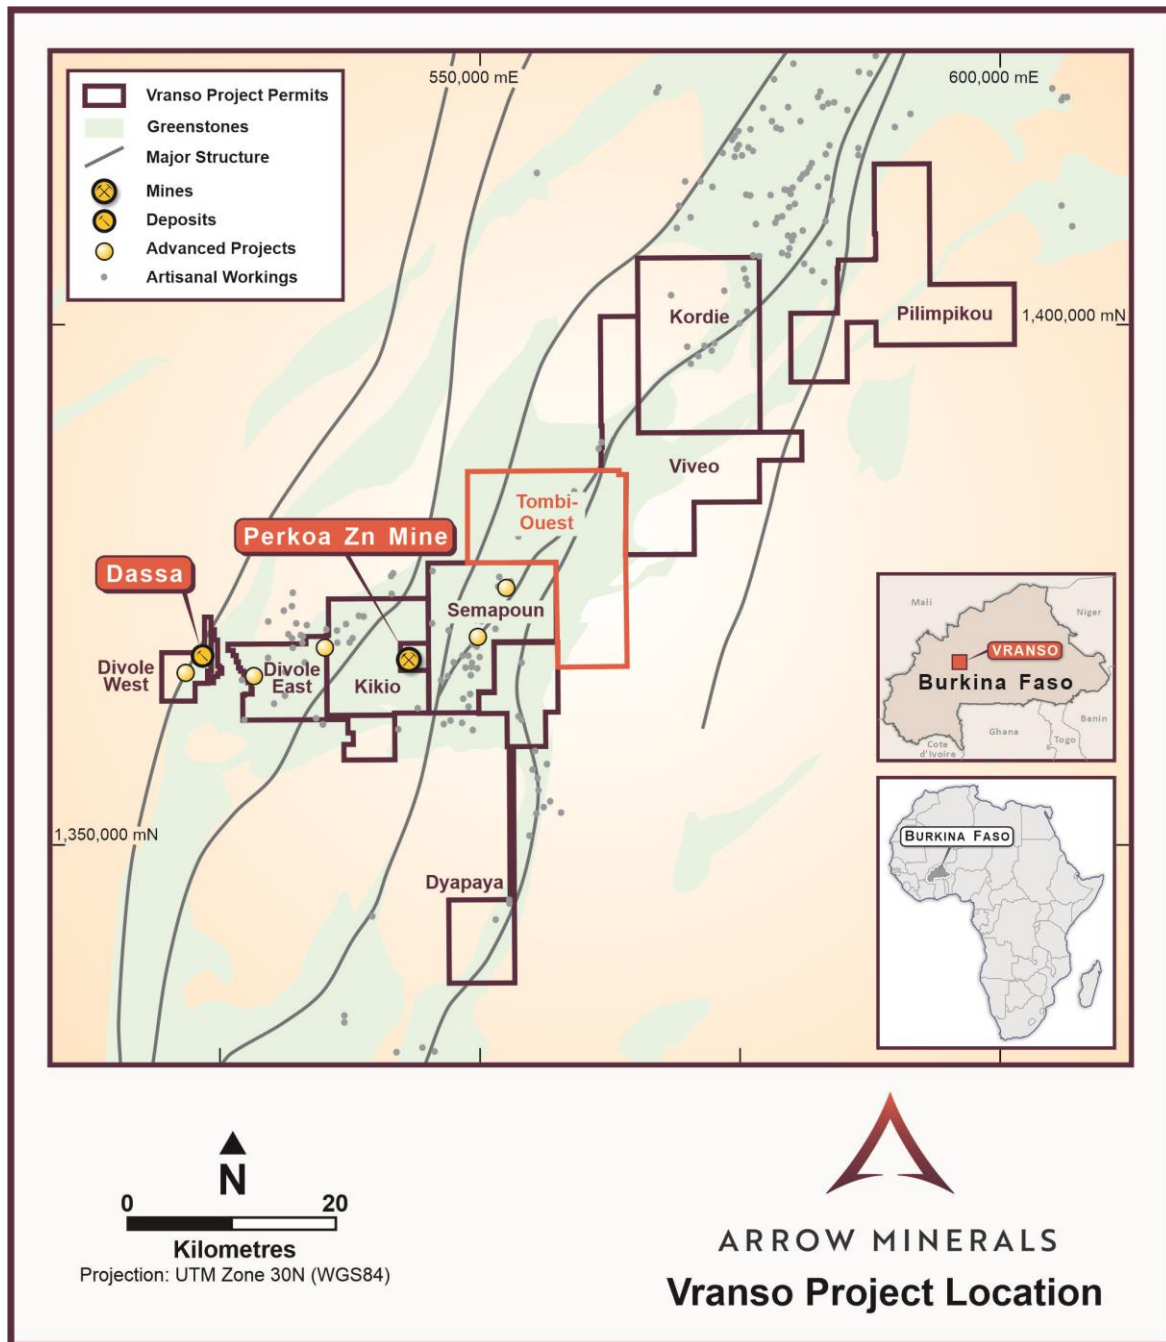 550,000 mE
600,000 mE
Vranso Project Permits
Greenstones
Major Structure
Mines
Deposits
Advanced Projects
Artisanal Workings
Kordie
Pilimpikou
1,400,000 mN
Viveo
Tombi-
Ouest
Perkoa Zn Mine
Dassa
Semapoun
Divole
West
Divole
East
Kikio
Mali
Niger
VRANSO
Burkina Faso
Benin
Ghana
Togo
Cote
d'Ivoire
BURKINA FASO
1,350,000 mN
Dyapaya
N
0
20
Kilometres
Projection: UTM Zone 30N (WGS84)
ARROW MINERALS
Vranso Project Location